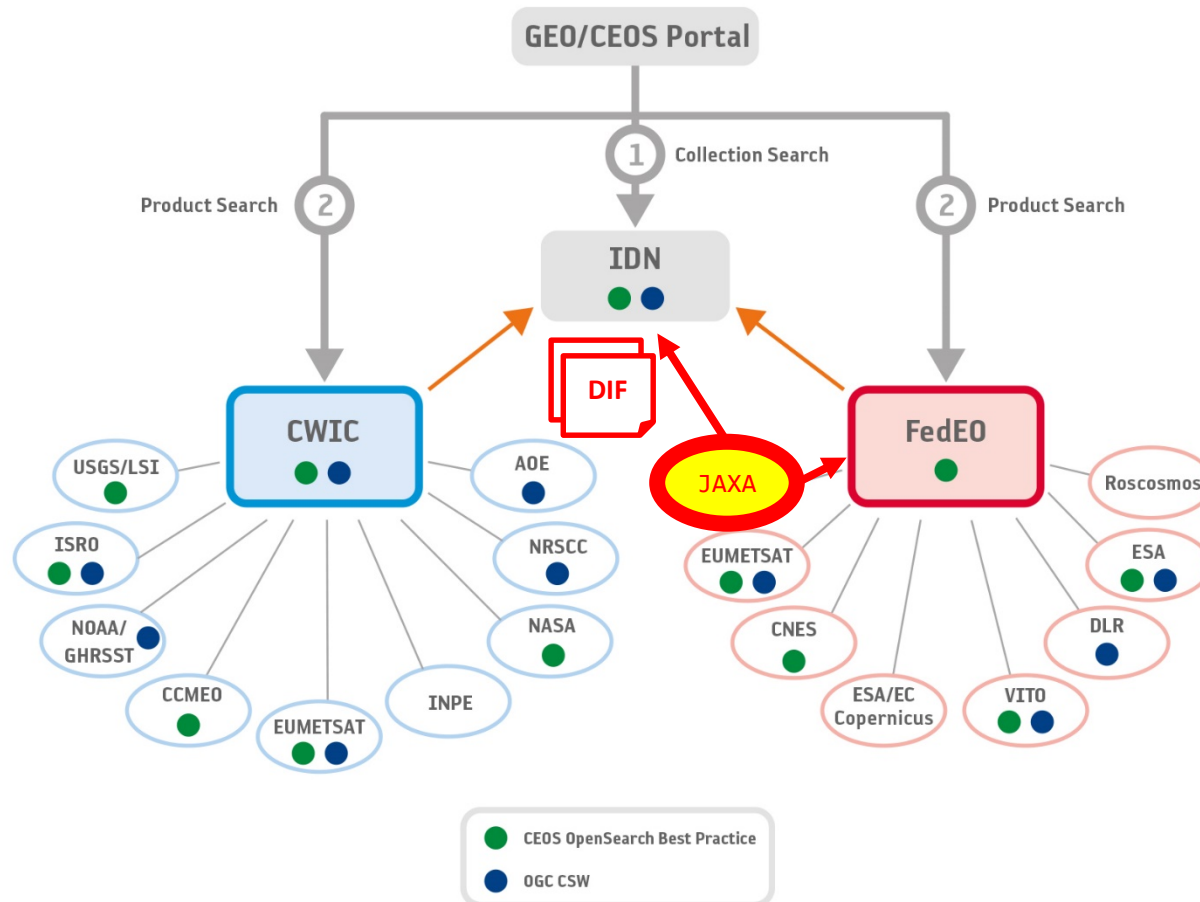 GEO/CEOS Portal
1
Collection Search
Product Search
2
2
Product Search
IDN
DIF
CWIC
FedEO
JAXA
USGS/LSI
AOE
Roscosmos
ISRO
NRSCC
EUMETSAT
ESA
NOAA/
GHRSST
NASA
CNES
DLR
CCMEO
INPE
ESA/EC
Copernicus
VITO
EUMETSAT
CEOS OpenSearch Best Practice
OGC CSW